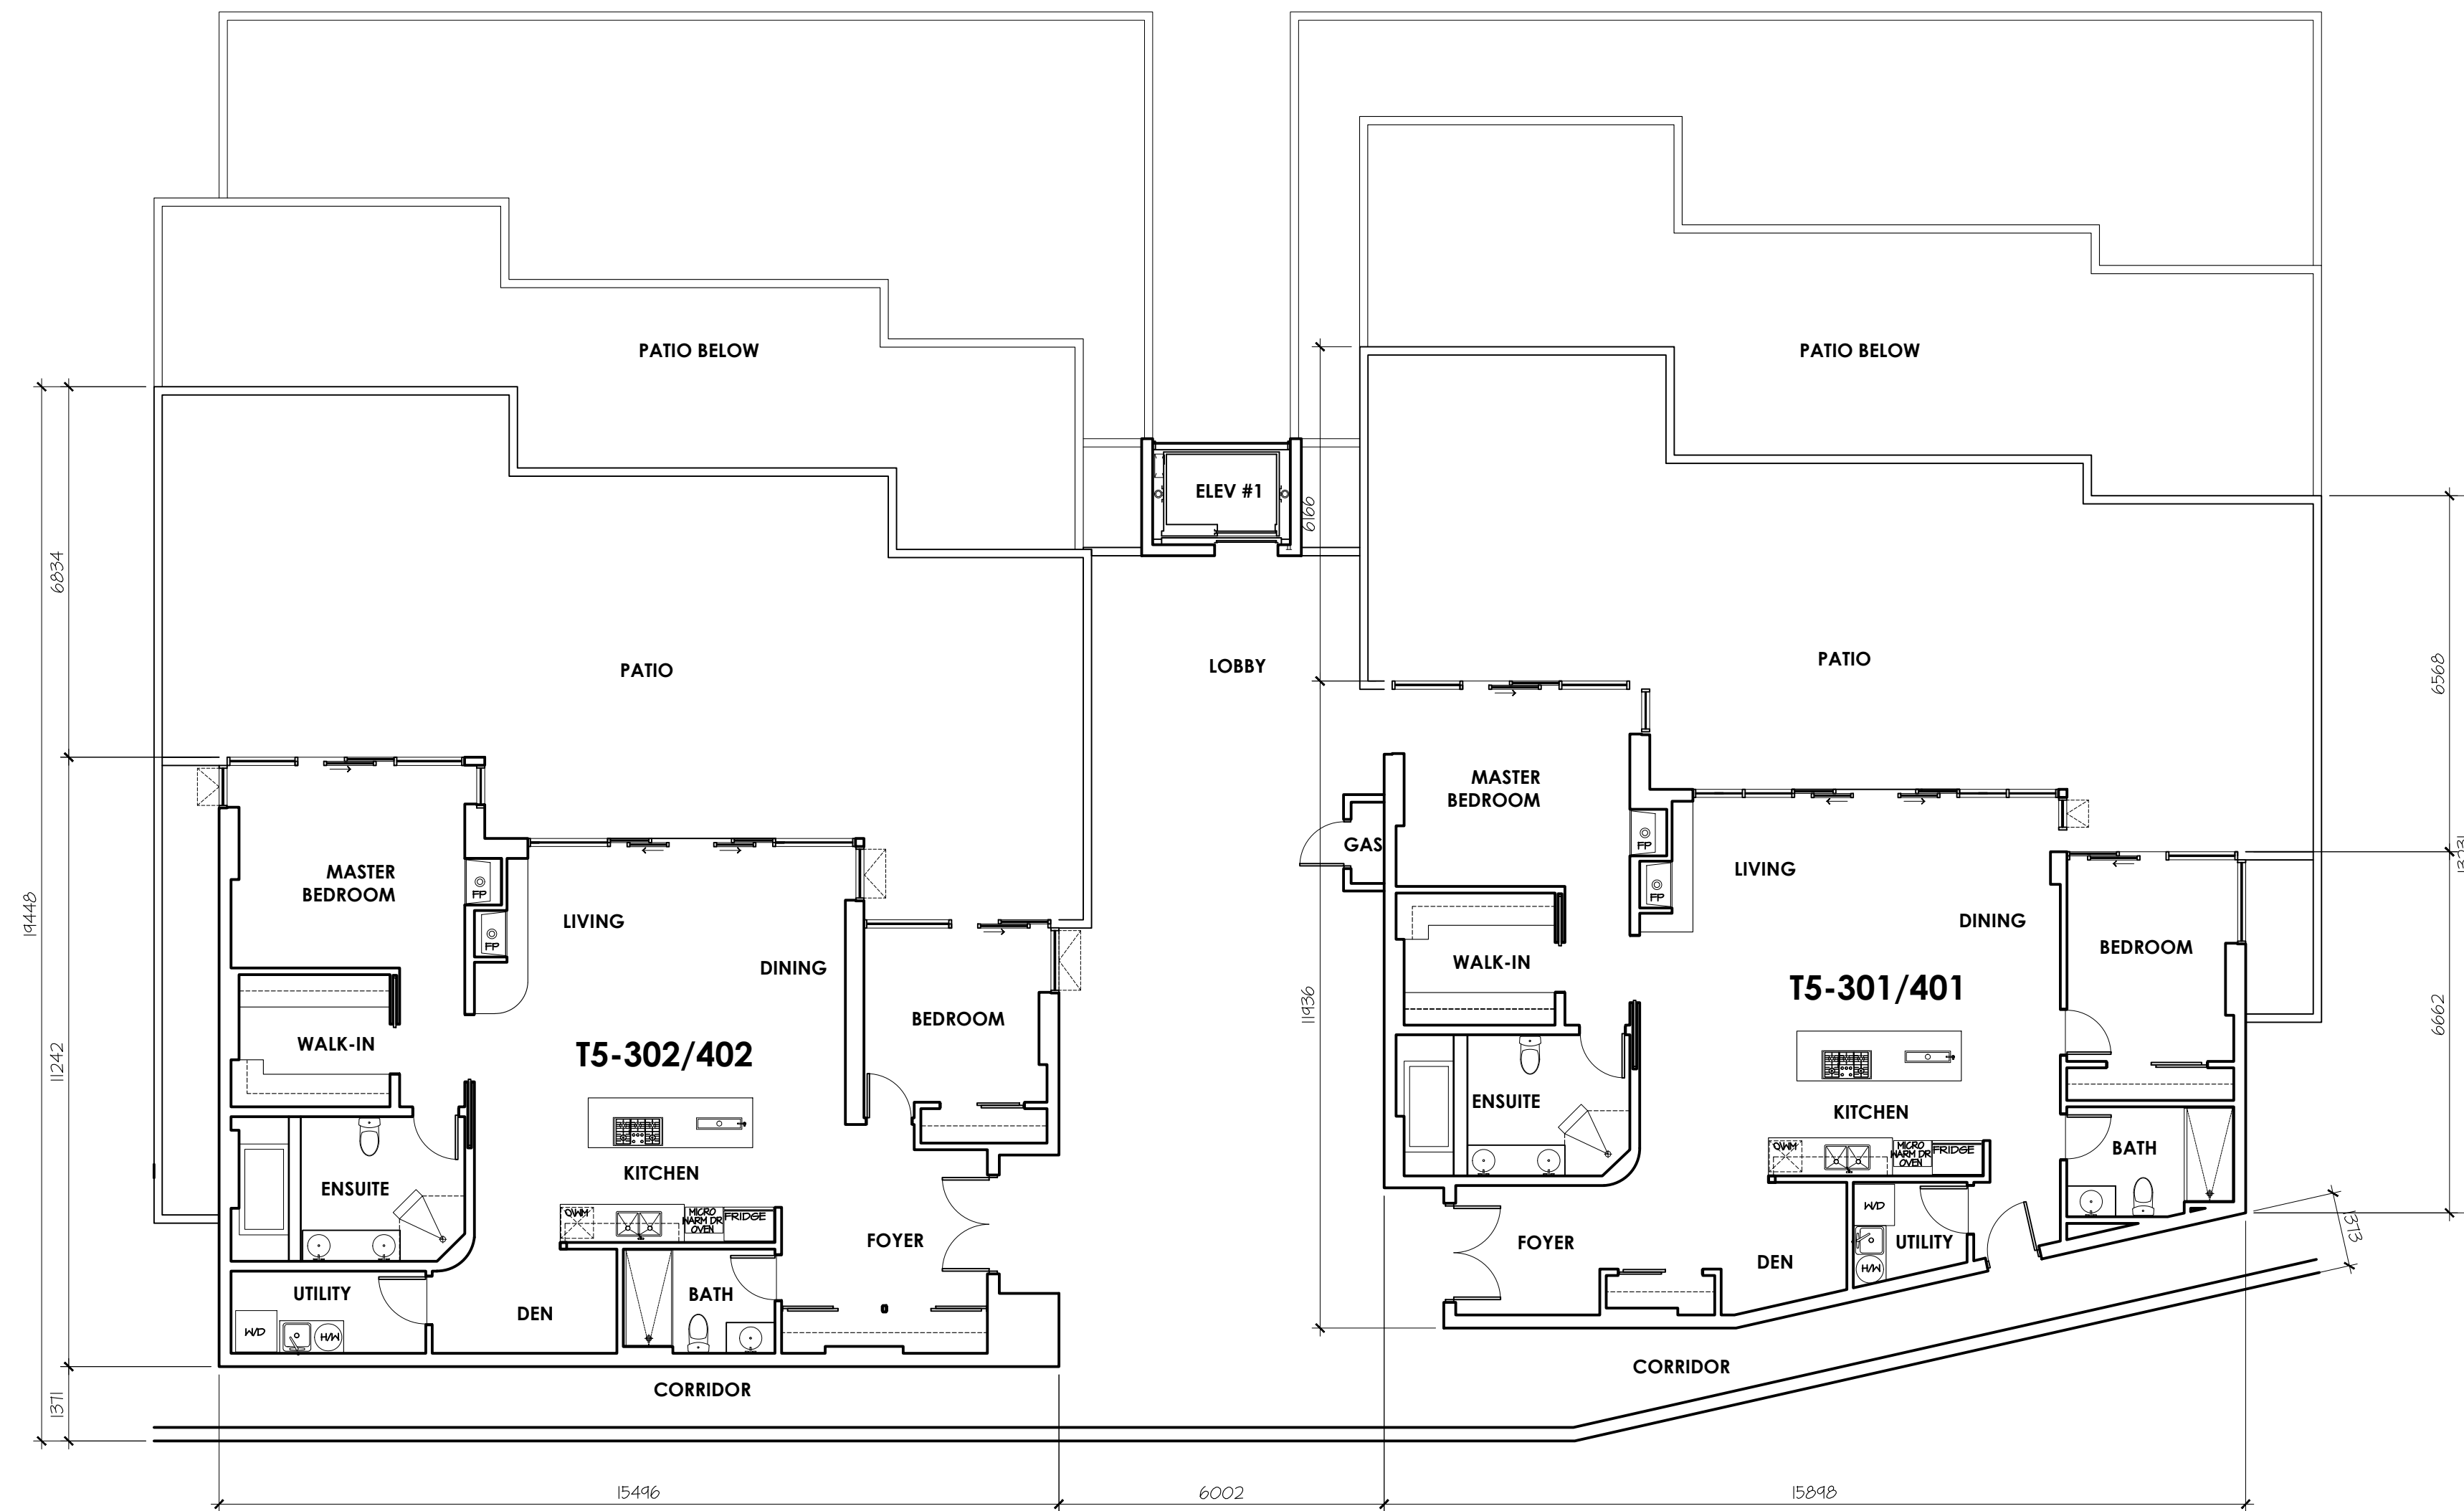 PATIO BELOW
PATIO BELOW
ELEV #1
6166
6834
6568
PATIO
LOBBY
PATIO
MASTER
BEDROOM
GAS
FP
FP
LIVING
DINING
BEDROOM
WALK-IN
T5-301/401
13231
19448
11242
11936
6662
MASTER
BEDROOM
FP
FP
LIVING
DINING
BEDROOM
WALK-IN
T5-302/402
ENSUITE
KITCHEN
MICRO
WARM DR
OVEN
FRIDGE
BATH
W/D
UTILITY
H/W
FOYER
DEN
1373
ENSUITE
KITCHEN
MICRO
WARM DR
OVEN
FRIDGE
FOYER
UTILITY
W/D
H/W
DEN
BATH
CORRIDOR
CORRIDOR
1371
15496
6002
15898